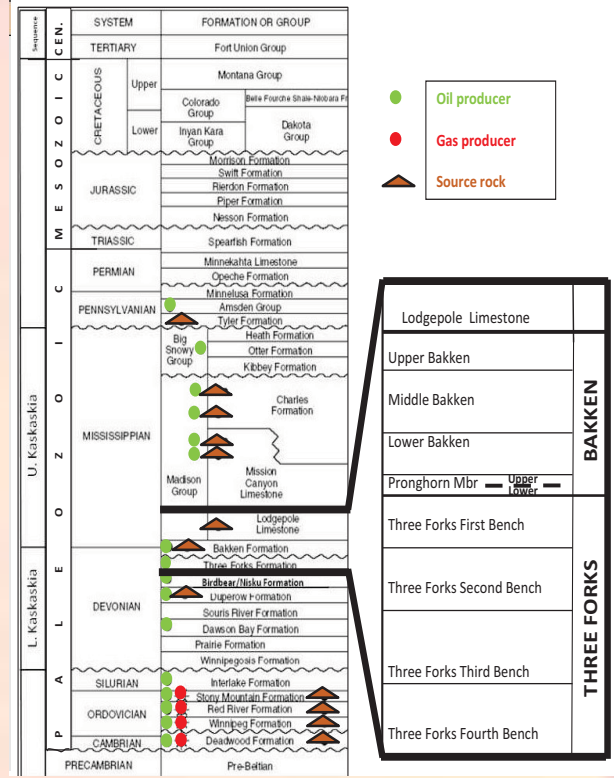 Sequence
CEN.
SYSTEM
FORMATION OR GROUP
TERTIARY
Fort Union Group
MESOZOIC
CRETACEOUS
Upper
Montana Group
Colorado
Group
Belle Fourche Shale-Niobara Fr
Lower
Inyan Kara
Group
Dakota
Group
JURASSIC
Morrison Formation
Swift Formation
Rierdon Formation
Piper Formation
Nesson Formation
TRIASSIC
Spearfish Formation
PALEOZOIC
PERMIAN
Minnekahta Limestone
Opeche Formation
PENNSYLVANIAN
Minnelusa Formation
Amsden Group
Tyler Formation
U. Kaskaskia
MISSISSIPPIAN
Big
Snowy
Group
Heath Formation
Otter Formation
Kibbey Formation
Charles
Formation
Madison
Group
Mission
Canyon
Limestone
Lodgepole
Limestone
Bakken Formation
L. Kaskaskia
DEVONIAN
Three Forks Formation
Birdbear/Nisku Formation
Duperow Formation
Souris River Formation
Dawson Bay Formation
Prairie Formation
Winnipegosis Formation
SILURIAN
Interlake Formation
ORDOVICIAN
Stony Mountain Formation
Red River Formation
Winnipeg Formation
CAMBRIAN
Deadwood Formation
PRECAMBRIAN
Pre-Beltian
Oil producer
Gas producer
Source rock
Lodgepole Limestone
BAKKEN
Upper Bakken
Middle Bakken
Lower Bakken
Pronghorn Mbr
Upper
Lower
THREE FORKS
Three Forks First Bench
Three Forks Second Bench
Three Forks Third Bench
Three Forks Fourth Bench